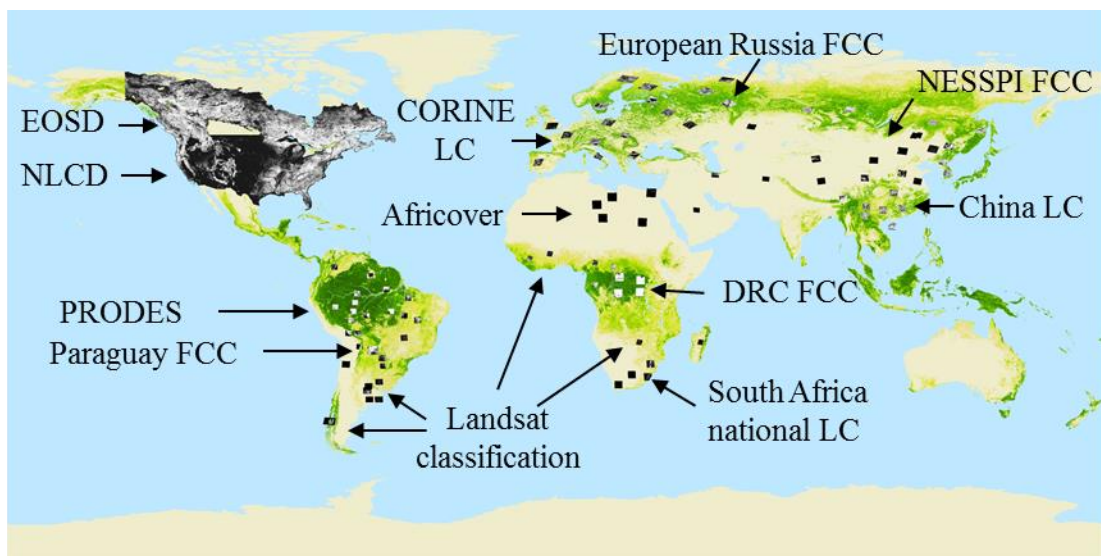 European Russia FCC
NESSPI FCC
EOSD
CORINE
LC
NLCD
Africover
China LC
DRC FCC
PRODES
Paraguay FCC
South Africa
national LC
Landsat
classification